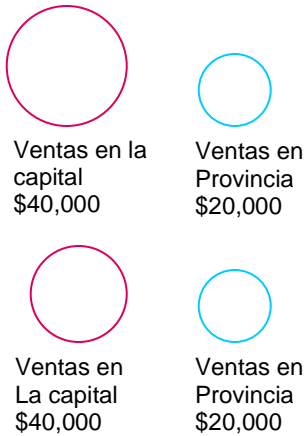 Ventas en la
capital
$40,000
Ventas en
Provincia
$20,000
Ventas en
La capital
$40,000
Ventas en
Provincia
$20,000